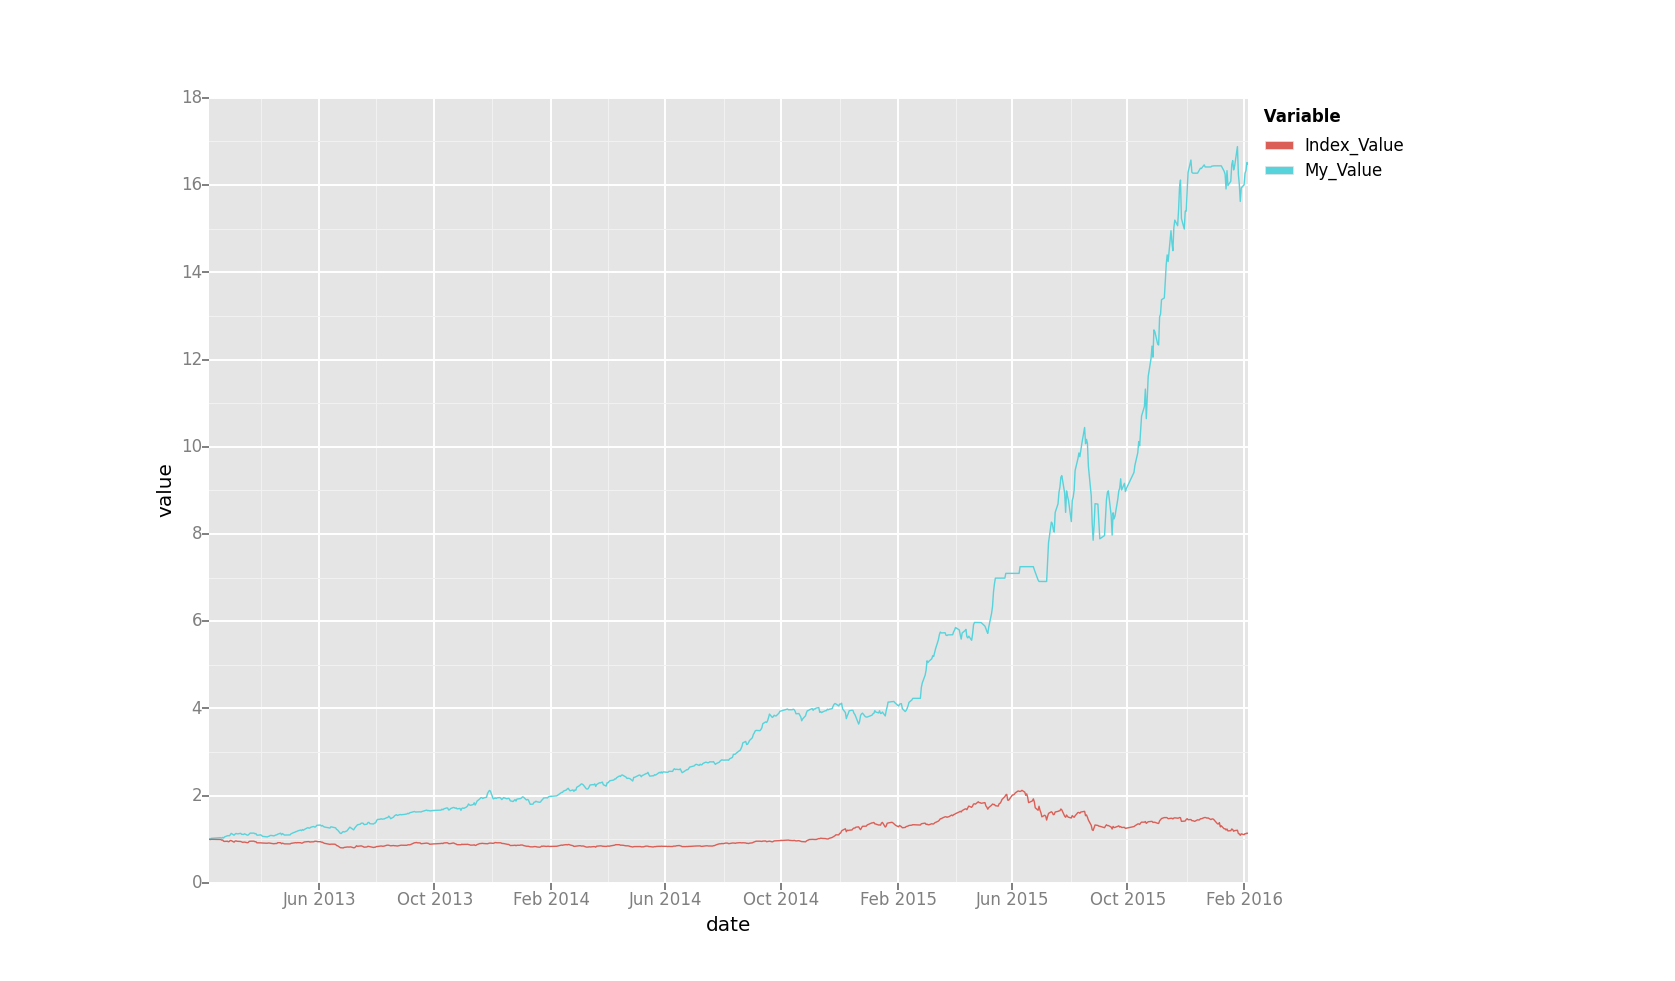 18
16
14
12
10
8
6
4
2
0
value
Jun 2013 Oct 2013 Feb 2014 Jun 2014 Oct 2014 Feb 2015 Jun 2015 Oct 2015 Feb 2016
date
Variable
Index_Value
My_Value